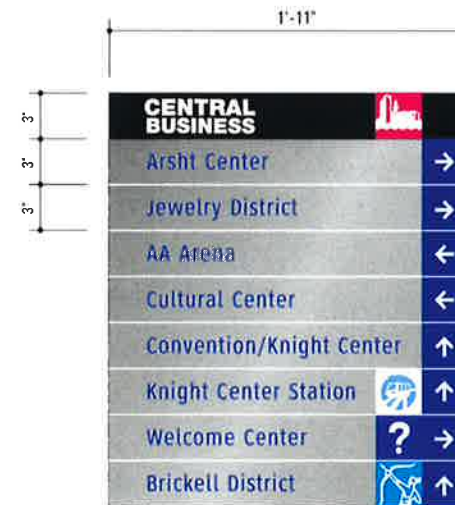 1'-11"
3"
CENTRAL
BUSINESS
3"
Arsht Center →
3"
Jewelry District →
AA Arena ←
Cultural Center ←
Convention/Knight Center ↑
Knight Center Station ↑
Welcome Center ? →
Brickell District ↑